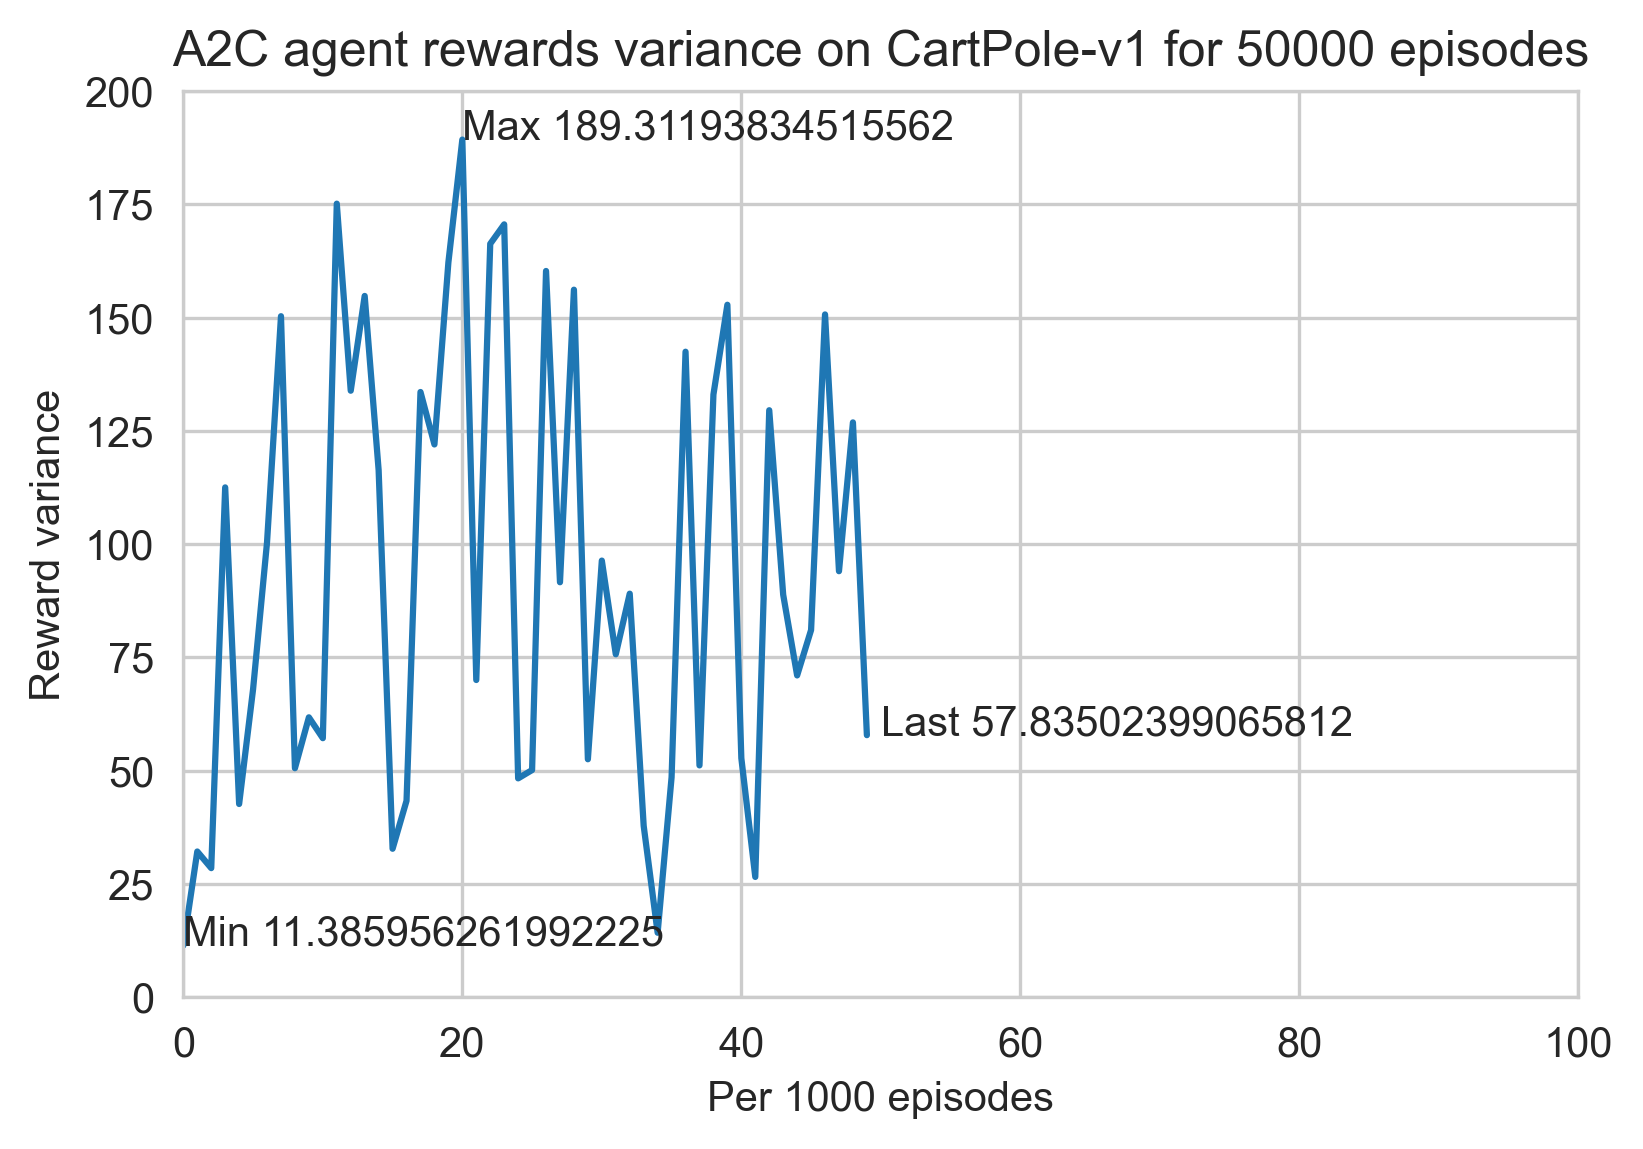 A2C agent rewards variance on CartPole-v1 for 50000 episodes
200
Max 189.31193834515562
175
150
125
100
75
Last 57.83502399065812
50
25
Min 11.385956261992225
0
0 20 40 60 80 100
Per 1000 episodes
Reward variance